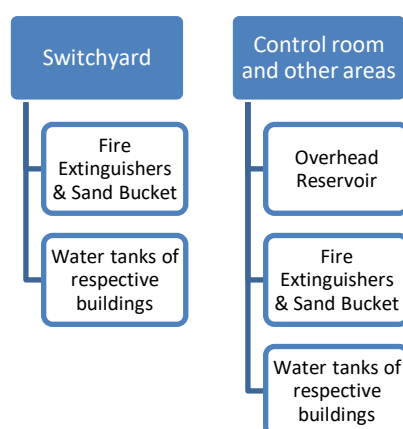 Switchyard
Fire
Extinguishers
& Sand Bucket
Water tanks of
respective
buildings
Control room
and other areas
Overhead
Reservoir
Fire
Extinguishers
& Sand Bucket
Water tanks of
respective
buildings